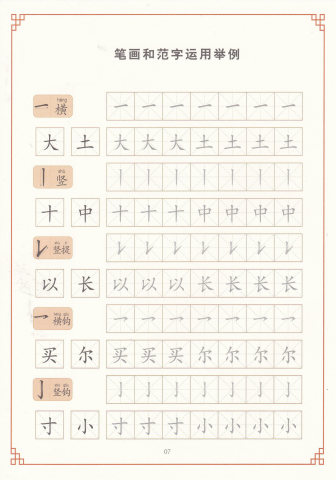 笔画和范字运用举例
一 héng 横 一 一 一 一 一 一 一
大 土 大 大 大 土 土 土 土
丨 shù 竖 丨 丨 丨 丨 丨 丨 丨
十 中 十 十 十 中 中 中 中
shù tí 竖提
以 长 以 以 以 长 长 长 长
héng gōu 横钩 乛 乛 乛 乛 乛 乛 乛
买 尔 买 买 买 尔 尔 尔 尔
亅 shù gōu 竖钩 亅 亅 亅 亅 亅 亅 亅
寸 小 寸 寸 寸 小 小 小 小
07